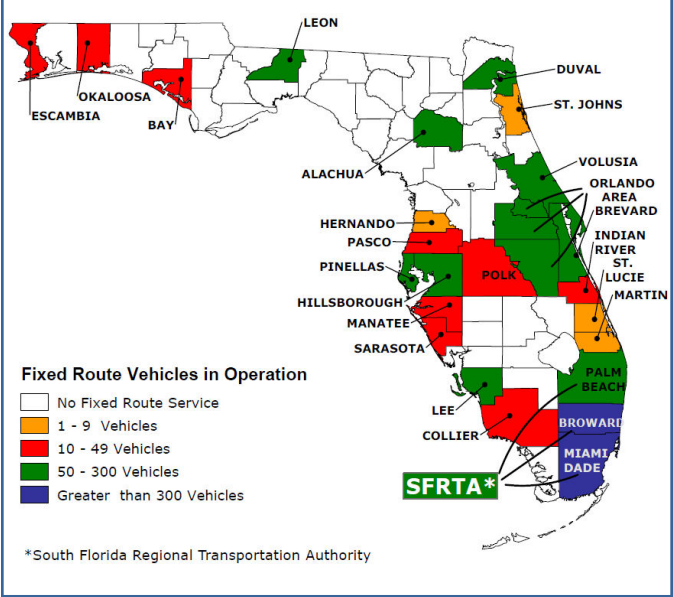 LEON
DUVAL
OKALOOSA
ST. JOHNS
ESCAMBIA
BAY
VOLUSIA
ALACHUA
ORLANDO
AREA
BREVARD
HERNANDO
INDIAN
RIVER
PASCO
ST.
LUCIE
PINELLAS
POLK
MARTIN
HILLSBOROUGH
MANATEE
SARASOTA
Fixed Route Vehicles in Operation
PALM
BEACH
No Fixed Route Service
LEE
1 - 9 Vehicles
BROWARD
COLLIER
10 - 49 Vehicles
MIAMI
DADE
50 - 300 Vehicles
SFRTA*
Greater than 300 Vehicles
*South Florida Regional Transportation Authority